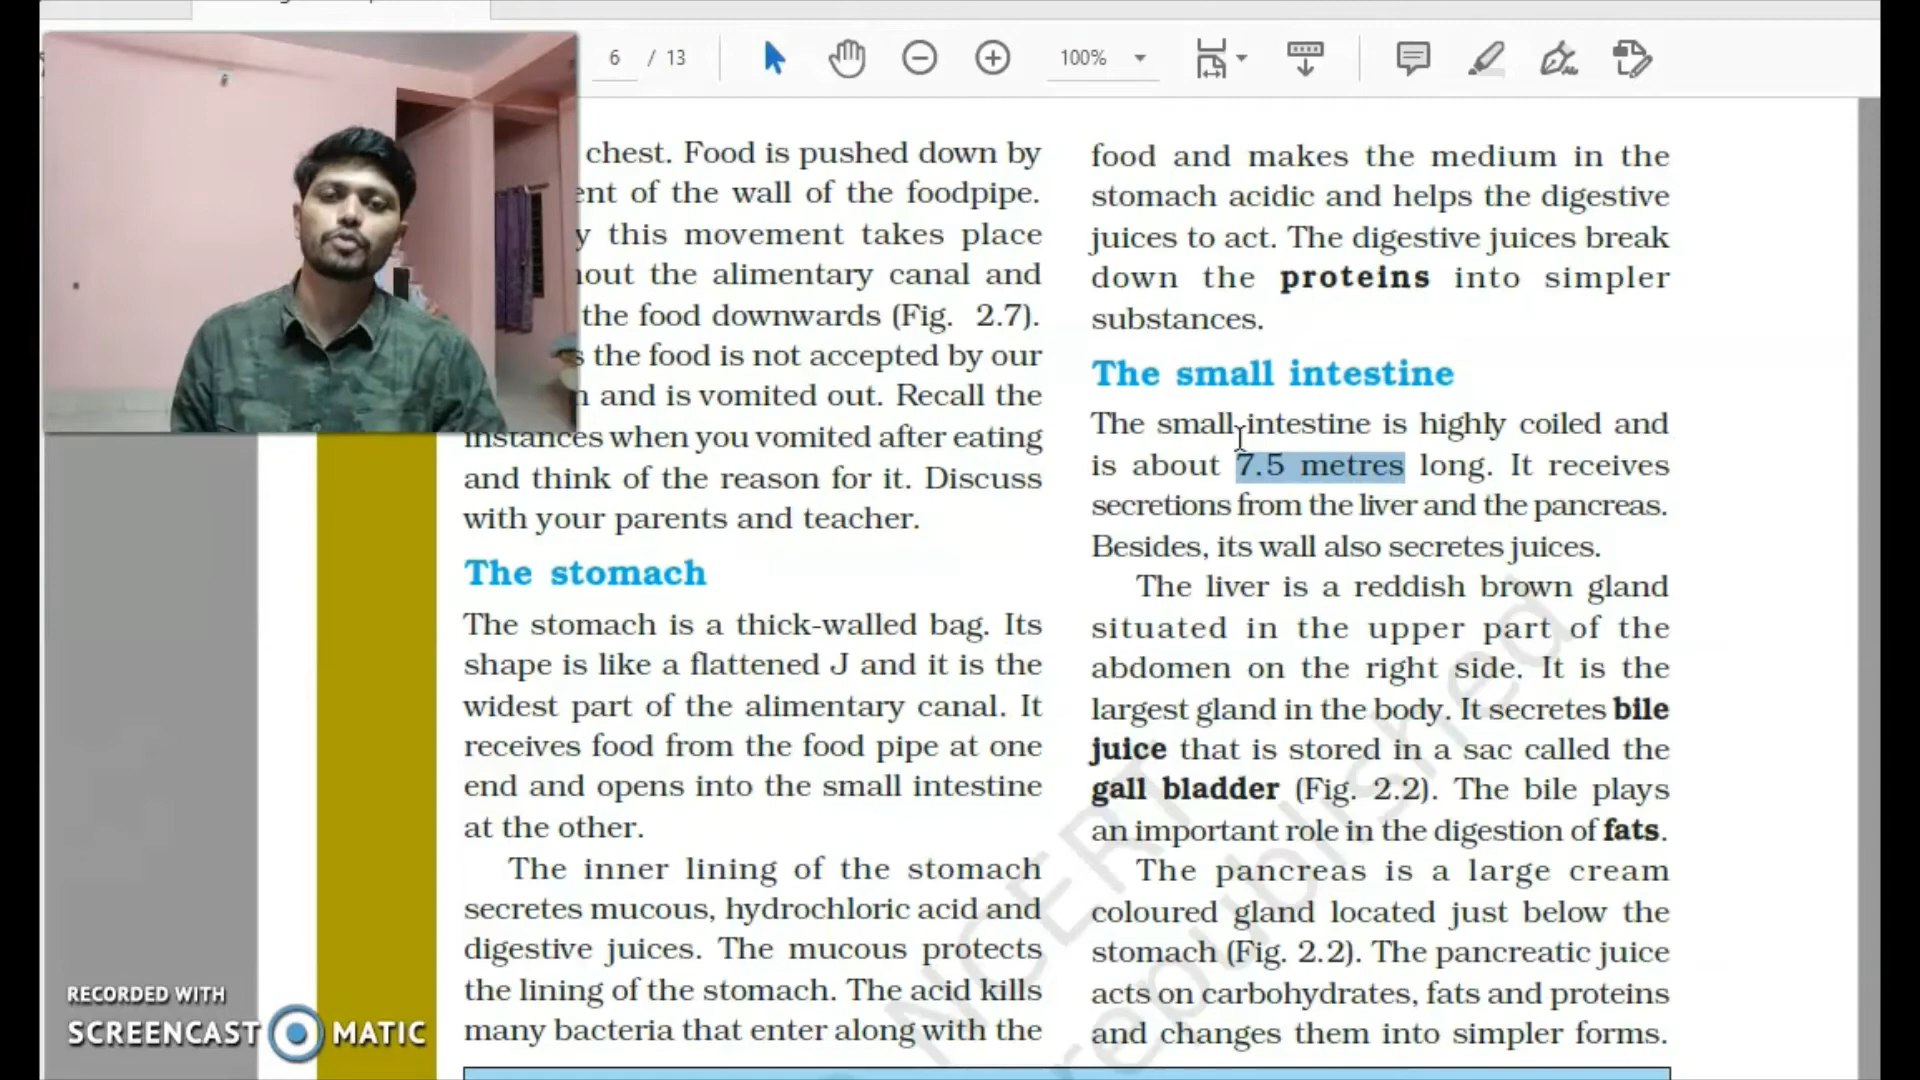 6 / 13
100%
chest. Food is pushed down by
ent of the wall of the foodpipe.
y this movement takes place
out the alimentary canal and
the food downwards (Fig. 2.7).
s the food is not accepted by our
n and is vomited out. Recall the
instances when you vomited after eating
and think of the reason for it. Discuss
with your parents and teacher.
The stomach
The stomach is a thick-walled bag. Its
shape is like a flattened J and it is the
widest part of the alimentary canal. It
receives food from the food pipe at one
end and opens into the small intestine
at the other.
The inner lining of the stomach
secretes mucous, hydrochloric acid and
digestive juices. The mucous protects
the lining of the stomach. The acid kills
many bacteria that enter along with the
food and makes the medium in the
stomach acidic and helps the digestive
juices to act. The digestive juices break
down the proteins into simpler
substances.
The small intestine
The small intestine is highly coiled and
is about 7.5 metres long. It receives
secretions from the liver and the pancreas.
Besides, its wall also secretes juices.
The liver is a reddish brown gland
situated in the upper part of the
abdomen on the right side. It is the
largest gland in the body. It secretes bile
juice that is stored in a sac called the
gall bladder (Fig. 2.2). The bile plays
an important role in the digestion of fats.
The pancreas is a large cream
coloured gland located just below the
stomach (Fig. 2.2). The pancreatic juice
acts on carbohydrates, fats and proteins
and changes them into simpler forms.
NCERT
republished
RECORDED WITH
SCREENCAST MATIC